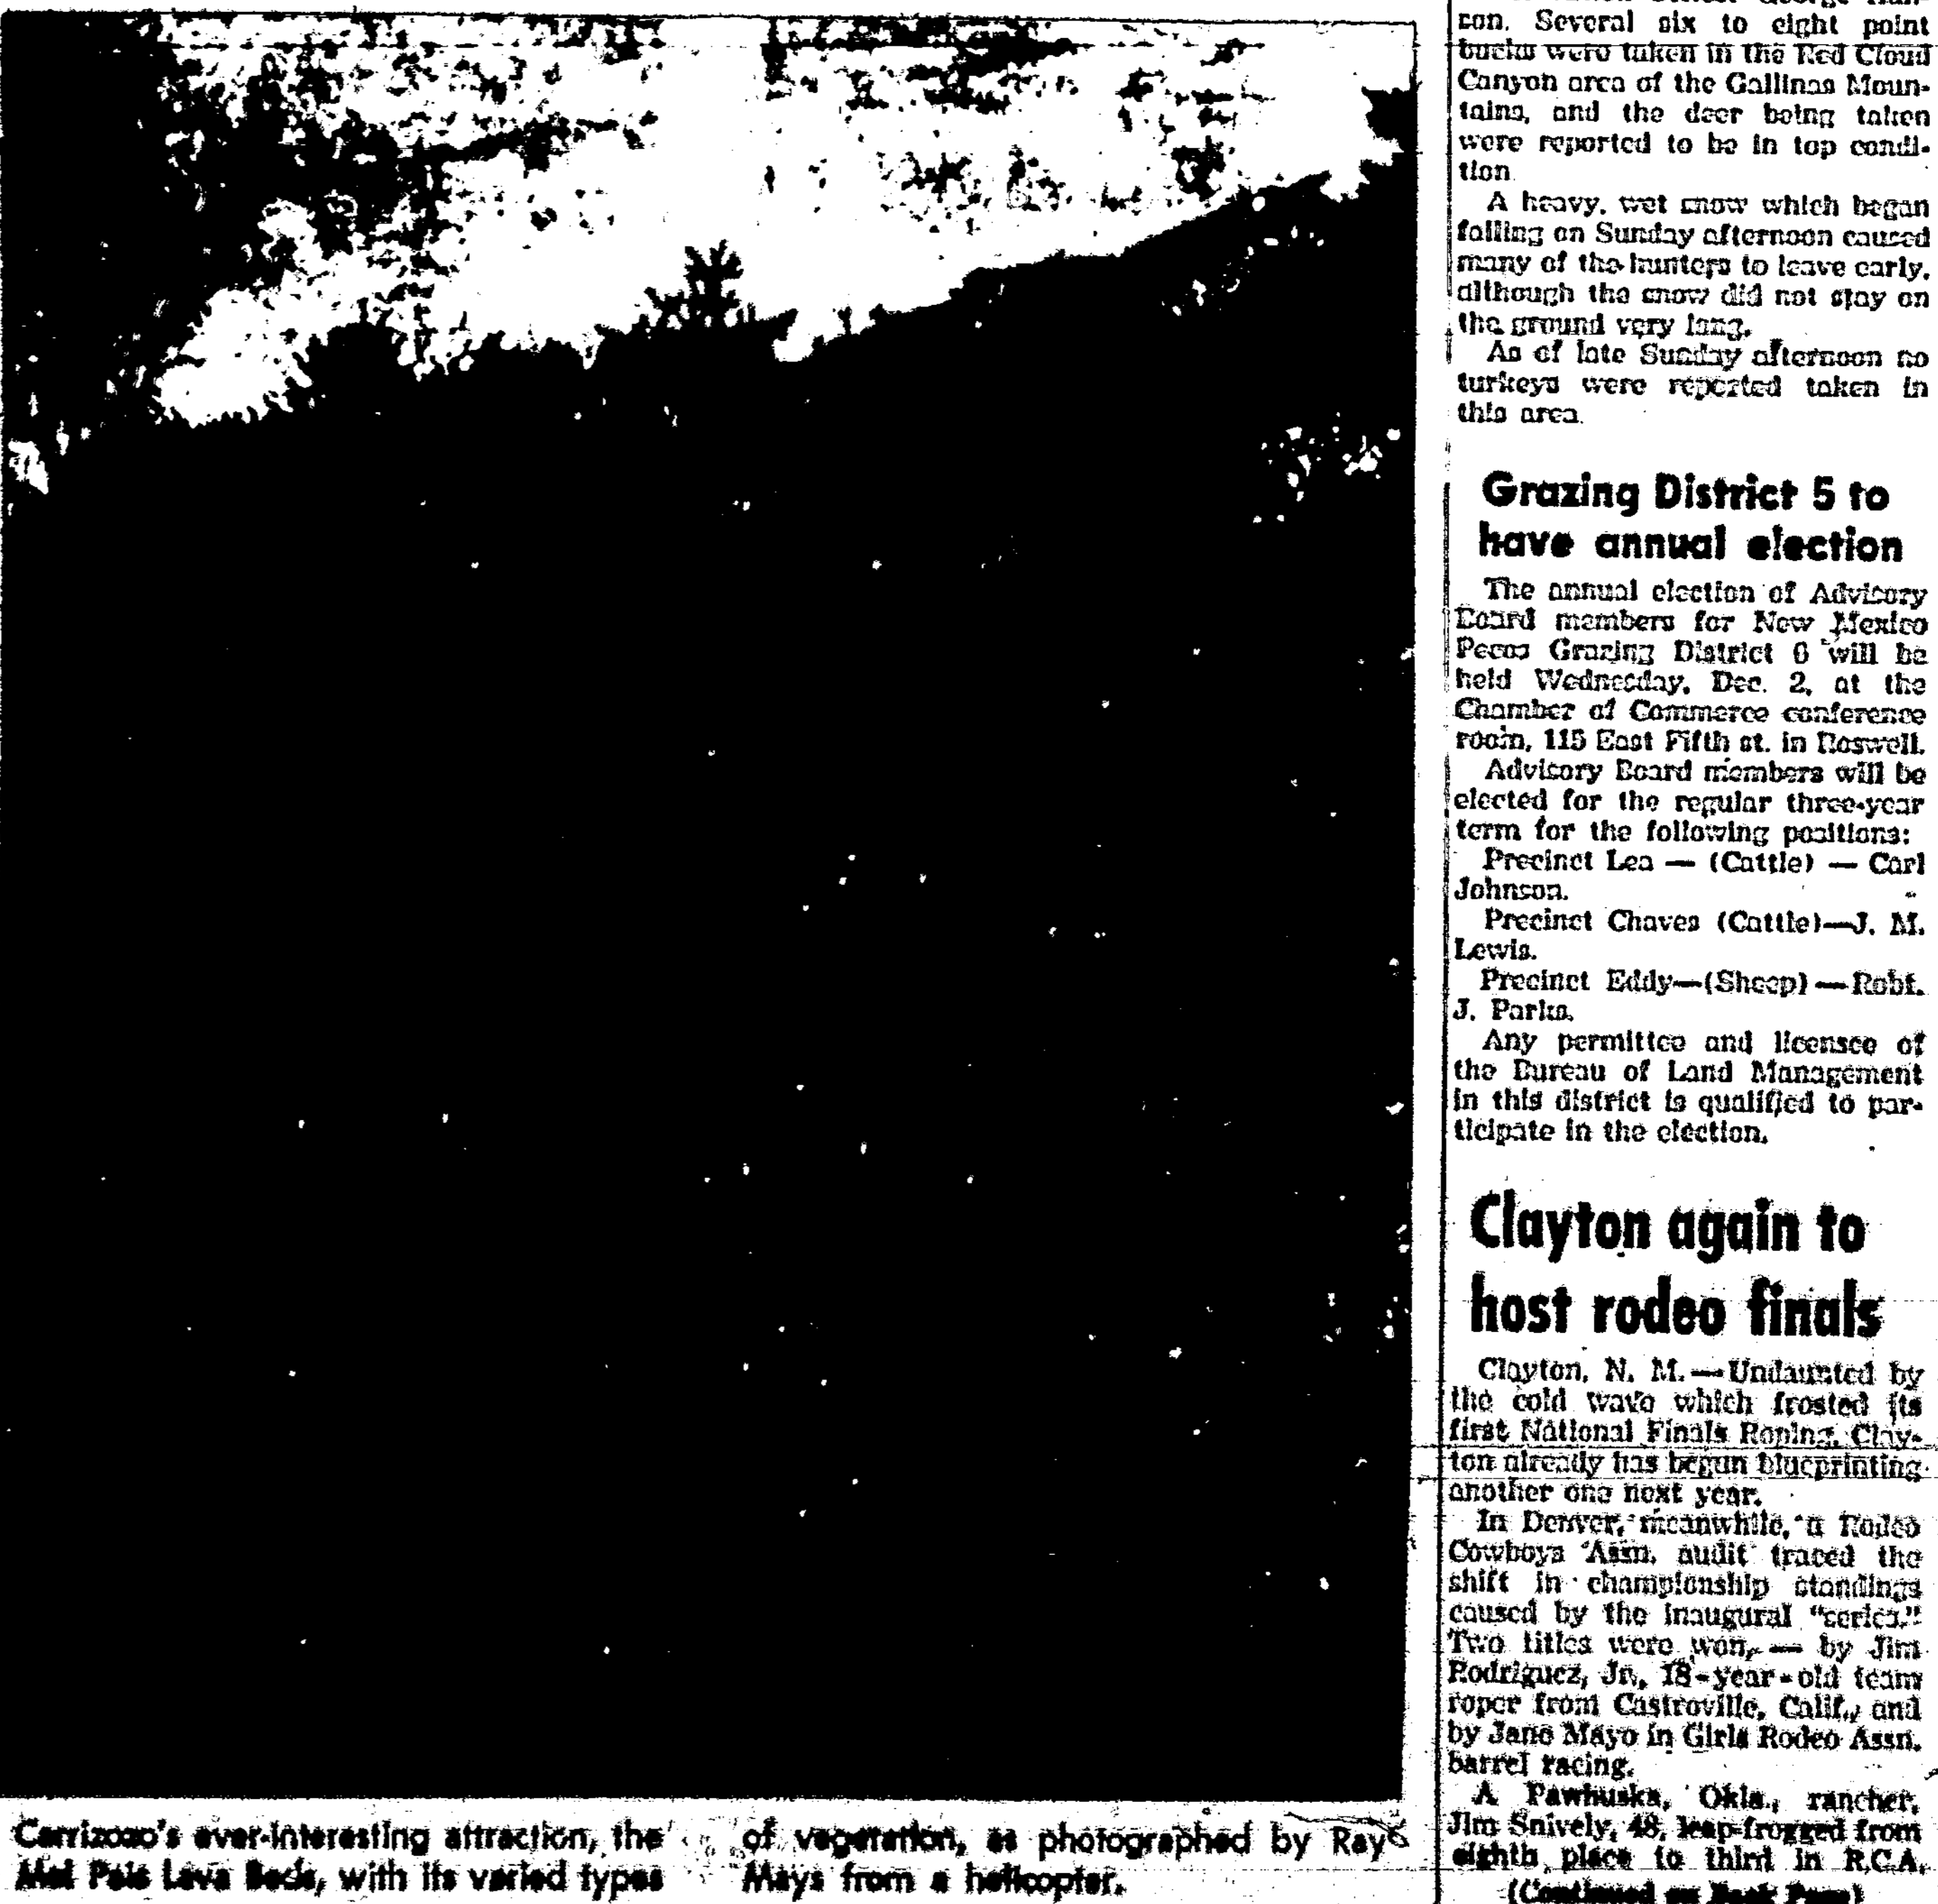 Carrizozo's ever-interesting attraction, the
Mal Pais Lava Beds, with its varied types
of vegetation, as photographed by Ray
Mays from a helicopter.
son. Several six to eight point
bucks were taken in the Red Cloud
Canyon area of the Gallinas Moun-
tains, and the deer being taken
were reported to be in top condi-
tion.
A heavy, wet snow which began
falling on Sunday afternoon caused
many of the hunters to leave early,
although the snow did not stay on
the ground very long.
As of late Sunday afternoon no
turkeys were reported taken in
this area.
Grazing District 5 to
have annual election
The annual election of Advisory
Board members for New Mexico
Pecos Grazing District 6 will be
held Wednesday, Dec. 2, at the
Chamber of Commerce conference
room, 115 East Fifth st. in Roswell.
Advisory Board members will be
elected for the regular three-year
term for the following positions:
Precinct Lea — (Cattle) — Carl
Johnson.
Precinct Chaves (Cattle)—J. M.
Lewis.
Precinct Eddy—(Sheep) — Robt.
J. Parks.
Any permittee and licensee of
the Bureau of Land Management
in this district is qualified to par-
ticipate in the election.
Clayton again to
host rodeo finals
Clayton, N. M. — Undaunted by
the cold wave which frosted its
first National Finals Roping, Clay-
ton already has begun blueprinting
another one next year.
In Denver, meanwhile, a Rodeo
Cowboys Assn. audit traced the
shift in championship standings
caused by the inaugural "series."
Two titles were won, — by Jim
Rodriguez, Jr., 18-year-old team
roper from Castroville, Calif., and
by Jane Mayo in Girls Rodeo Assn.
barrel racing.
A Pawhuska, Okla., rancher,
Jim Snively, 48, leap-frogged from
eighth place to third in R.C.A.
(Continued on Back Page)